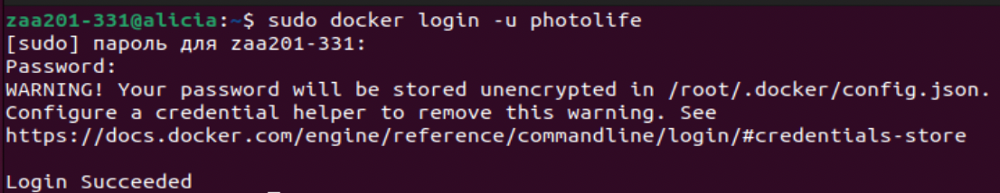 zaa201-331@alicia:~$ sudo docker login -u photolife
[sudo] пароль для zaa201-331:
Password:
WARNING! Your password will be stored unencrypted in /root/.docker/config.json.
Configure a credential helper to remove this warning. See
https://docs.docker.com/engine/reference/commandline/login/#credentials-store
Login Succeeded